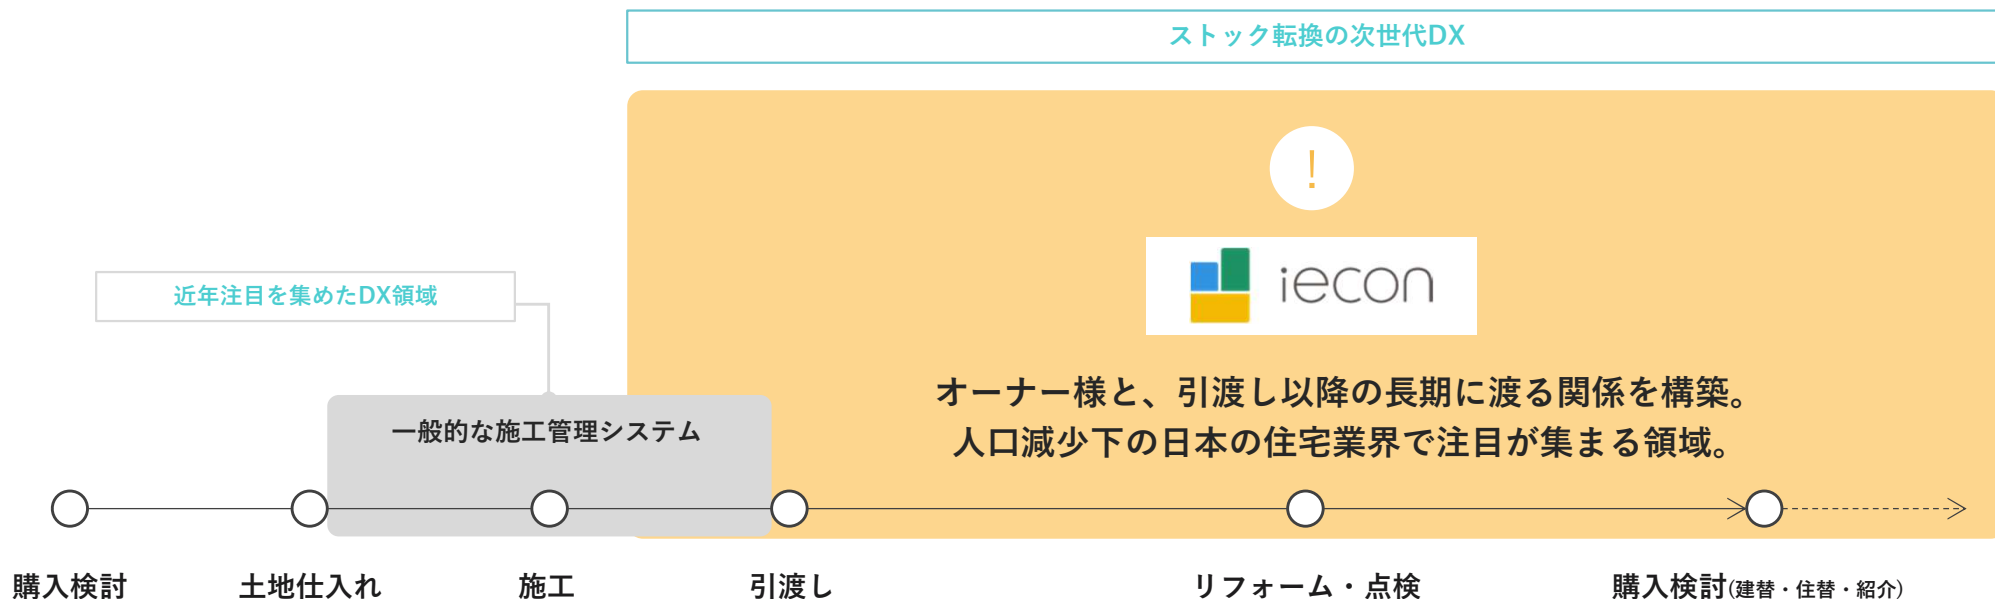 ストック転換の次世代DX
!
iecon
近年注目を集めたDX領域
オーナー様と、引渡し以降の長期に渡る関係を構築。
人口減少下の日本の住宅業界で注目が集まる領域。
一般的な施工管理システム
購入検討
土地仕入れ
施工
引渡し
リフォーム・点検
購入検討(建替・住替・紹介)